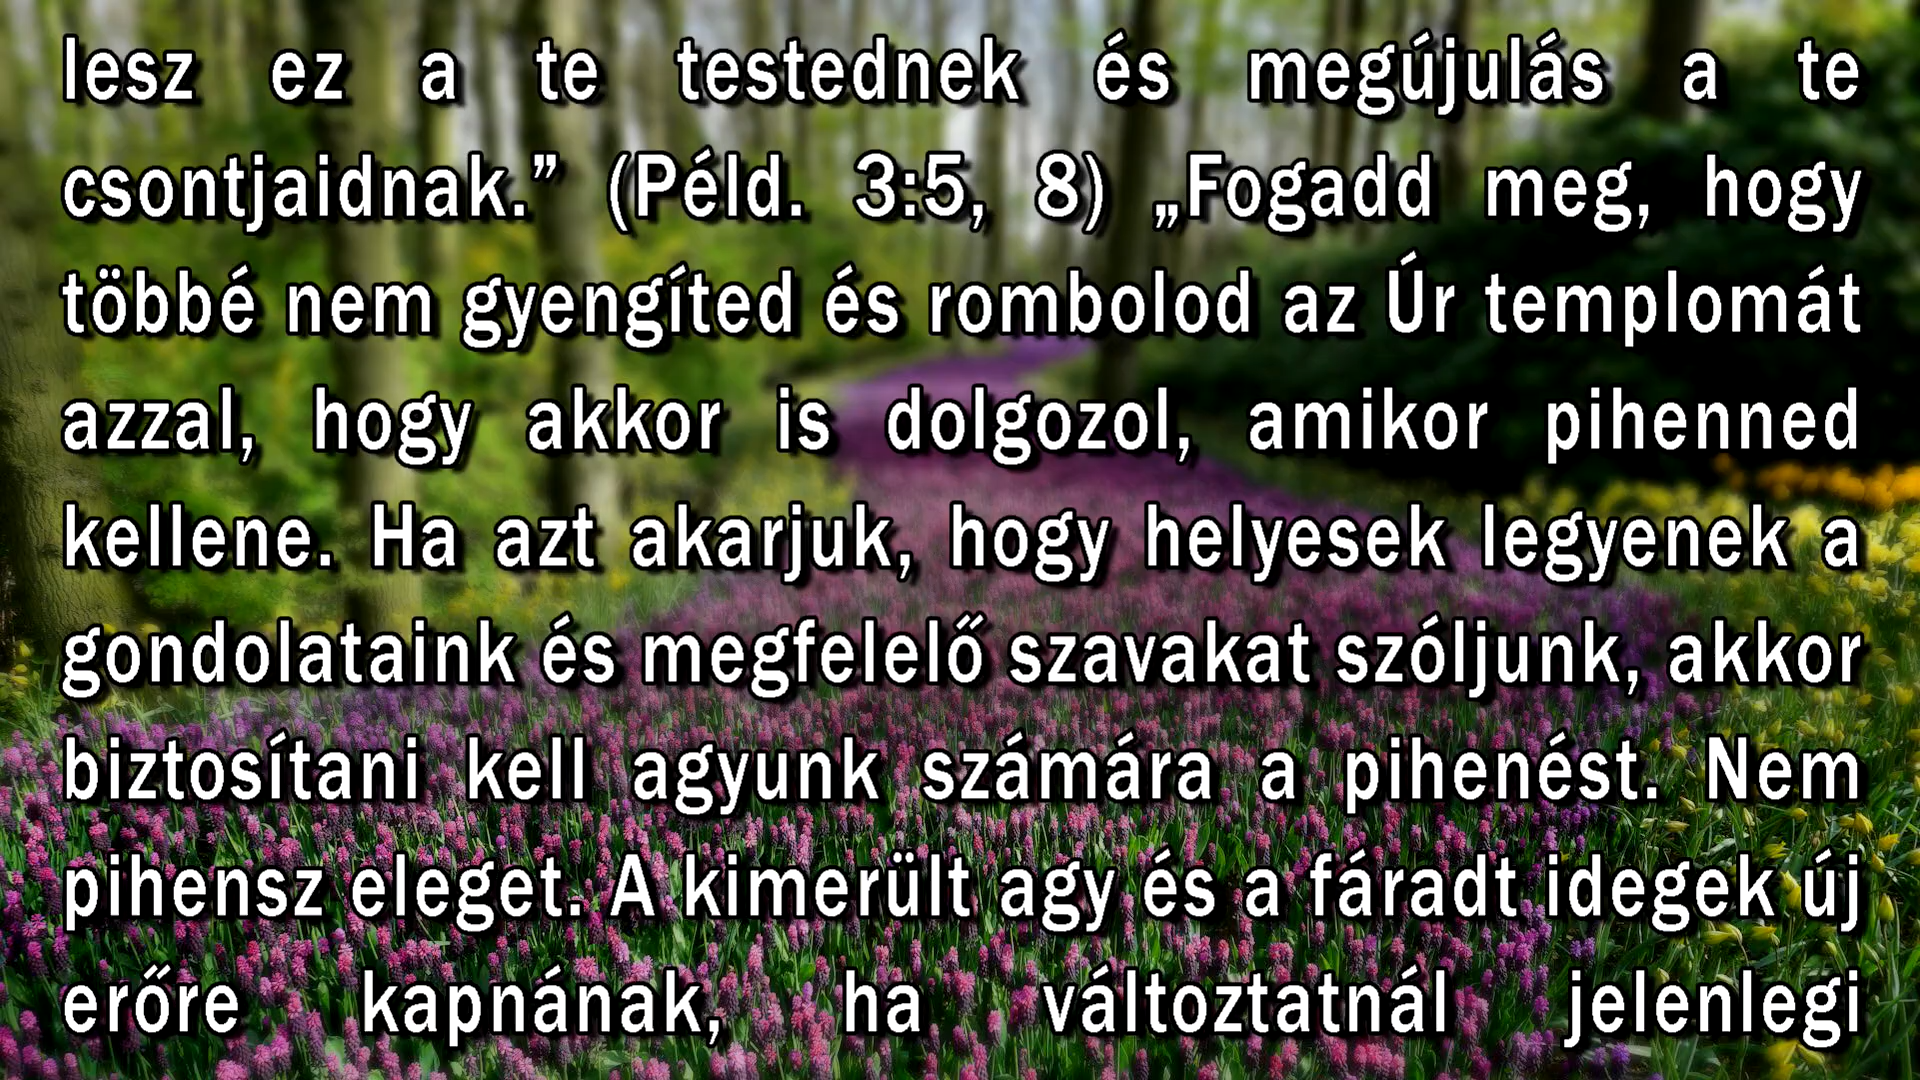 lesz ez a te testednek és megújulás a te
csontjaidnak.” (Péld. 3:5, 8) „Fogadd meg, hogy
többé nem gyengíted és rombolod az Úr templomát
azzal, hogy akkor is dolgozol, amikor pihenned
kellene. Ha azt akarjuk, hogy helyesek legyenek a
gondolataink és megfelelő szavakat szóljunk, akkor
biztosítani kell agyunk számára a pihenést. Nem
pihensz eleget. A kimerült agy és a fáradt idegek új
erőre kapnának, ha változtatnál jelenlegi